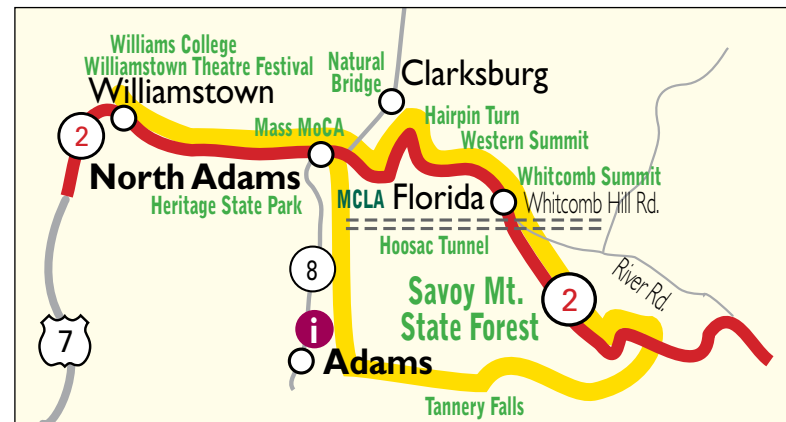 Williams College
Williamstown Theatre Festival
Williamstown
Natural
Bridge
Clarksburg
2
Mass MoCA
Hairpin Turn
Western Summit
North Adams
Heritage State Park
MCLA
Florida
Whitcomb Summit
Whitcomb Hill Rd.
Hoosac Tunnel
8
Savoy Mt.
State Forest
2
River Rd.
7
i
Adams
Tannery Falls